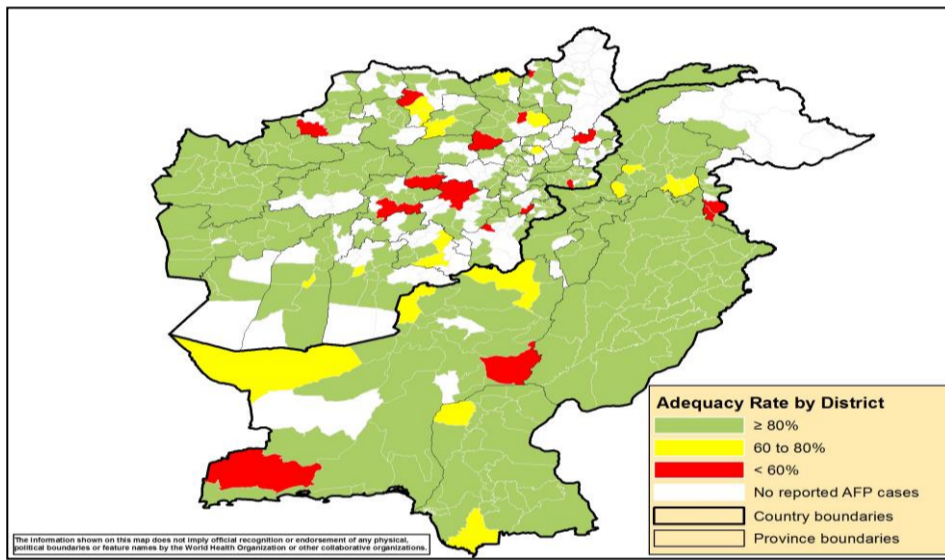 Adequacy Rate by District
≥ 80%
60 to 80%
< 60%
No reported AFP cases
Country boundaries
Province boundaries
The information shown on this map does not imply official recognition or endorsement of any physical,
political boundaries or feature names by the World Health Organization or other collaborative organizations.